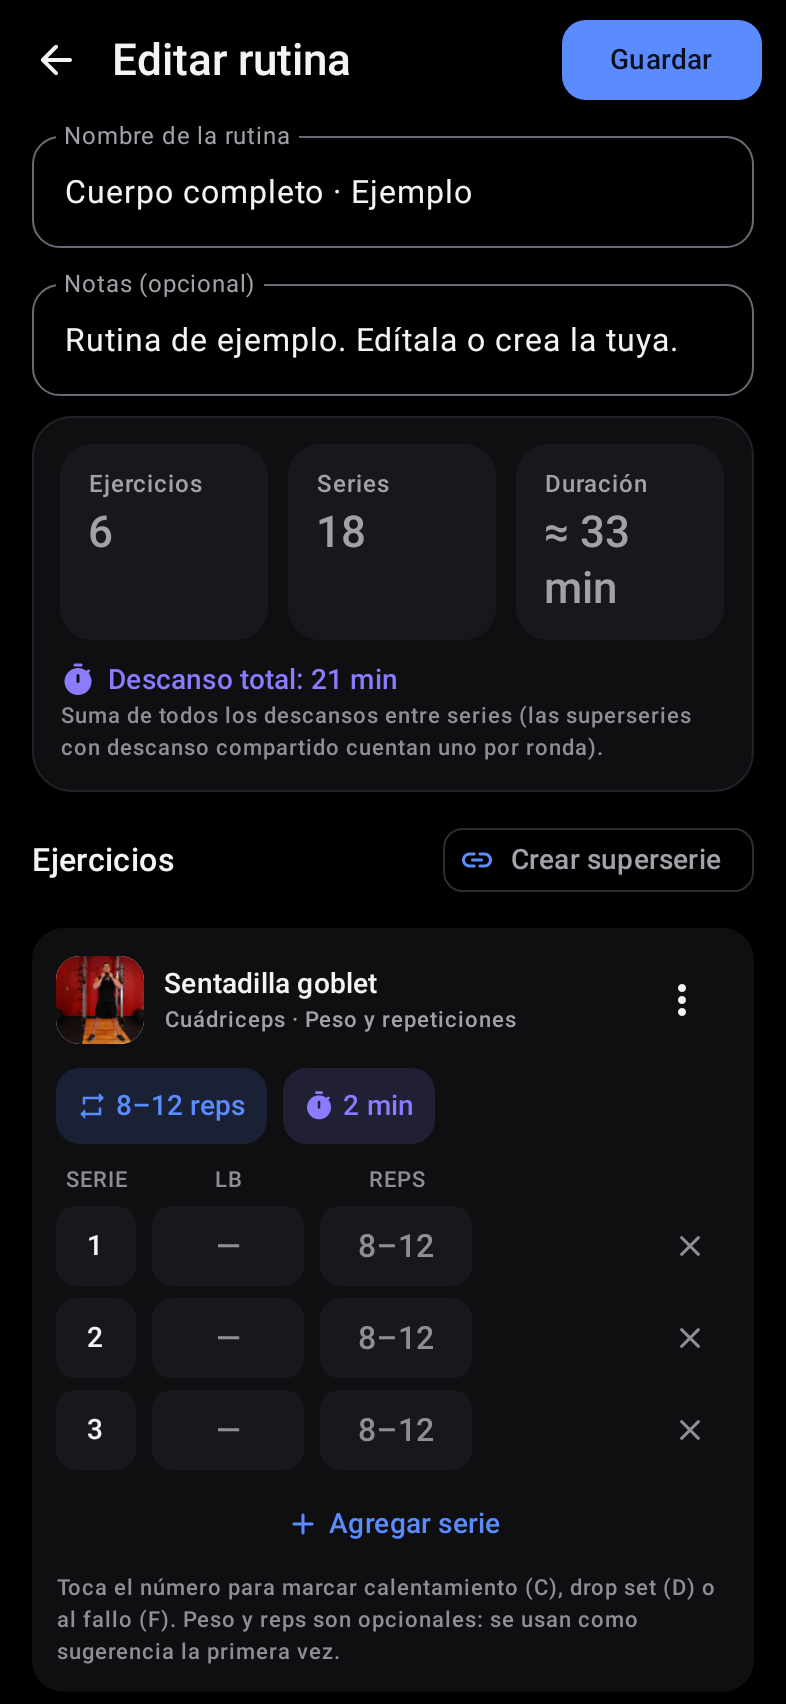 Editar rutina
Guardar
Nombre de la rutina
Cuerpo completo · Ejemplo
Notas (opcional)
Rutina de ejemplo. Edítala o crea la tuya.
Ejercicios
6
Series
18
Duración
≈ 33
min
Descanso total: 21 min
Suma de todos los descansos entre series (las superseries
con descanso compartido cuentan uno por ronda).
Ejercicios
Crear superserie
Sentadilla goblet
Cuádriceps · Peso y repeticiones
8–12 reps
2 min
SERIE LB REPS
1 — 8–12
2 — 8–12
3 — 8–12
+ Agregar serie
Toca el número para marcar calentamiento (C), drop set (D) o
al fallo (F). Peso y reps son opcionales: se usan como
sugerencia la primera vez.